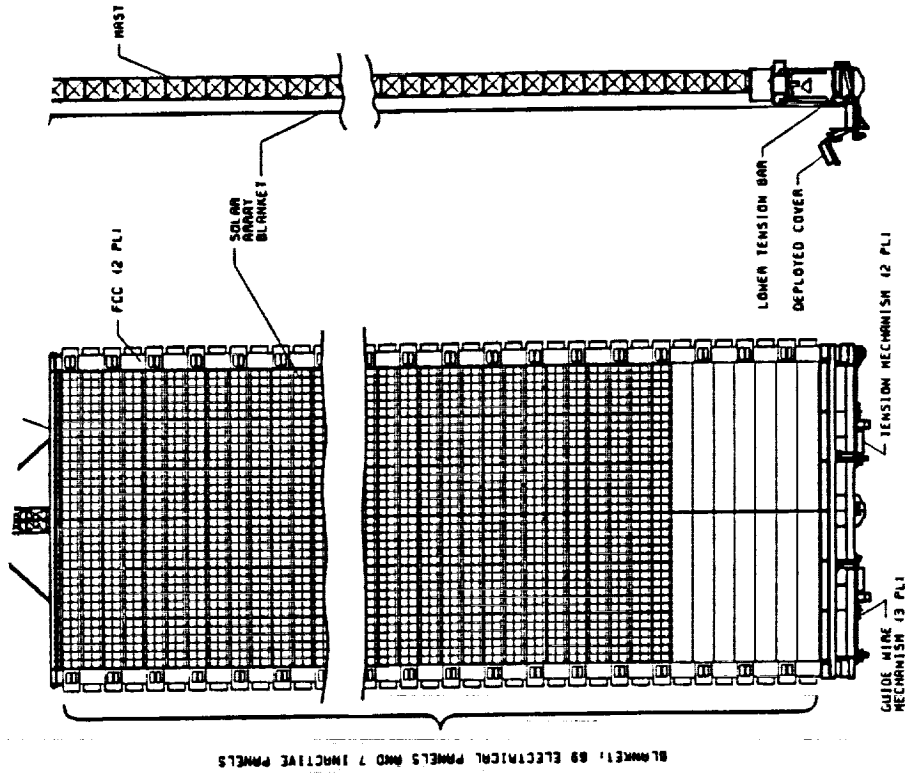 MAST
SOLAR
ARRAY
BLANKET
FCC (2 PL)
LOWER TENSION BAR
DEPLOYED COVER
TENSION MECHANISM (2 PL)
GUIDE WIRE
MECHANISM (3 PL)
BLANKET: 69 ELECTRICAL PANELS AND 7 INACTIVE PANELS